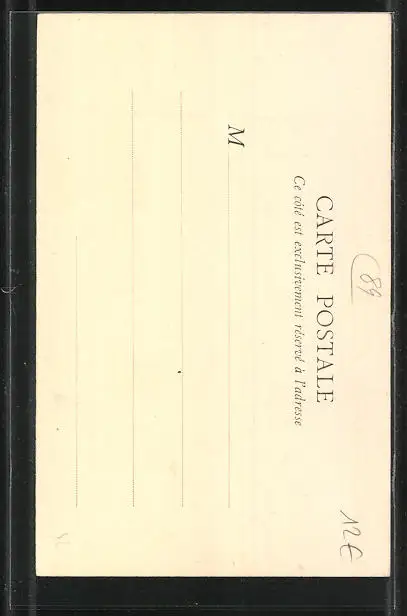 (89
CARTE POSTALE
Ce côté est exclusivement réservé à l'adresse
M
12€